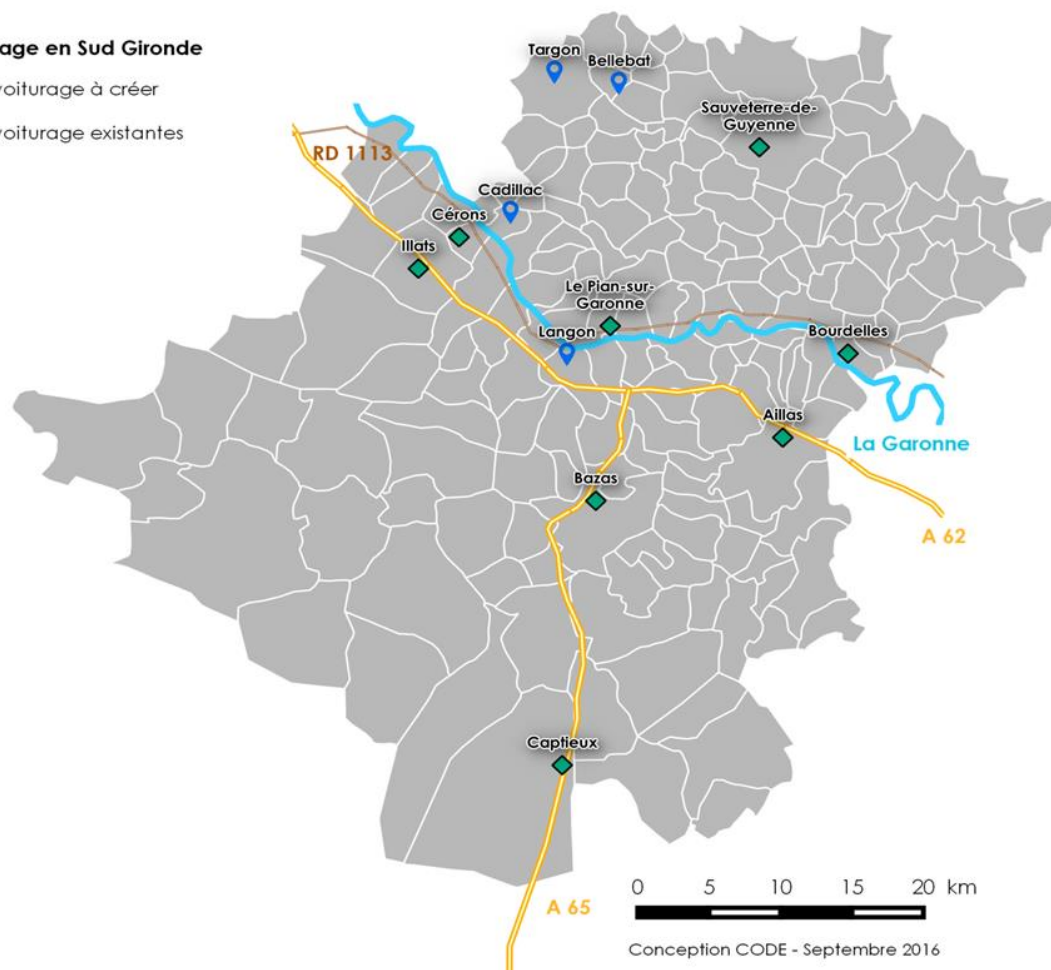 age en Sud Gironde
voiturage à créer
voiturage existantes
Targon
Bellebat
Sauveterre-de-
Guyenne
RD 1113
Cadillac
Cérons
Illats
Le Pian-sur-
Garonne
Langon
Bourdelles
Aillas
La Garonne
Bazas
A 62
Captieux
0 5 10 15 20 km
A 65
Conception CODE - Septembre 2016